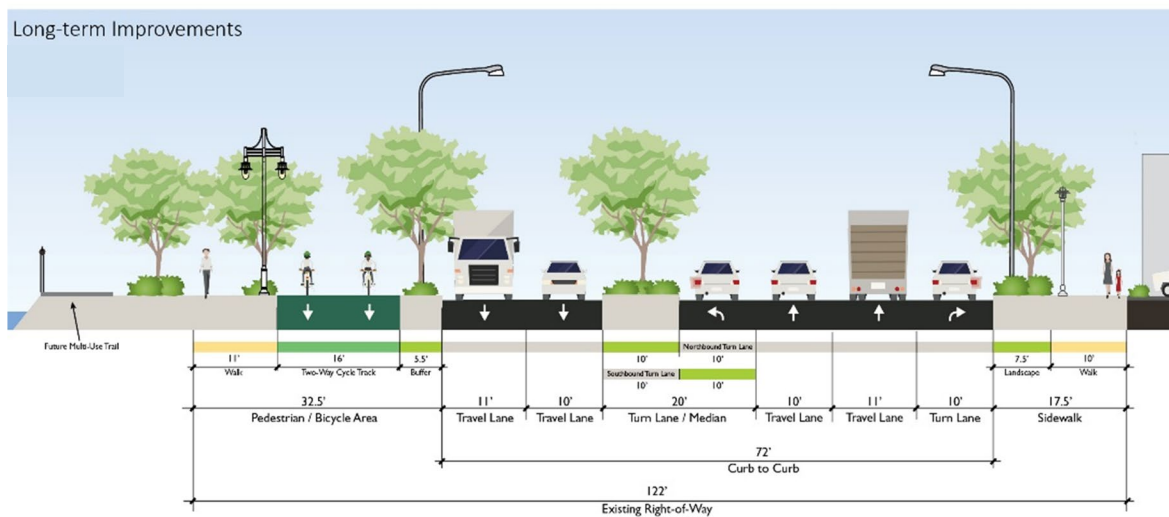 Long-term Improvements
Future Multi-Use Trail
11'
16'
5.5'
10'
Northbound Turn Lane
10'
7.5'
10'
Walk
Two-Way Cycle Track
Buffer
Southbound Turn Lane
10'
10'
Landscape
Walk
32.5'
11'
10'
20'
10'
11'
10'
17.5'
Pedestrian / Bicycle Area
Travel Lane
Travel Lane
Turn Lane / Median
Travel Lane
Travel Lane
Turn Lane
Sidewalk
72'
Curb to Curb
122'
Existing Right-of-Way